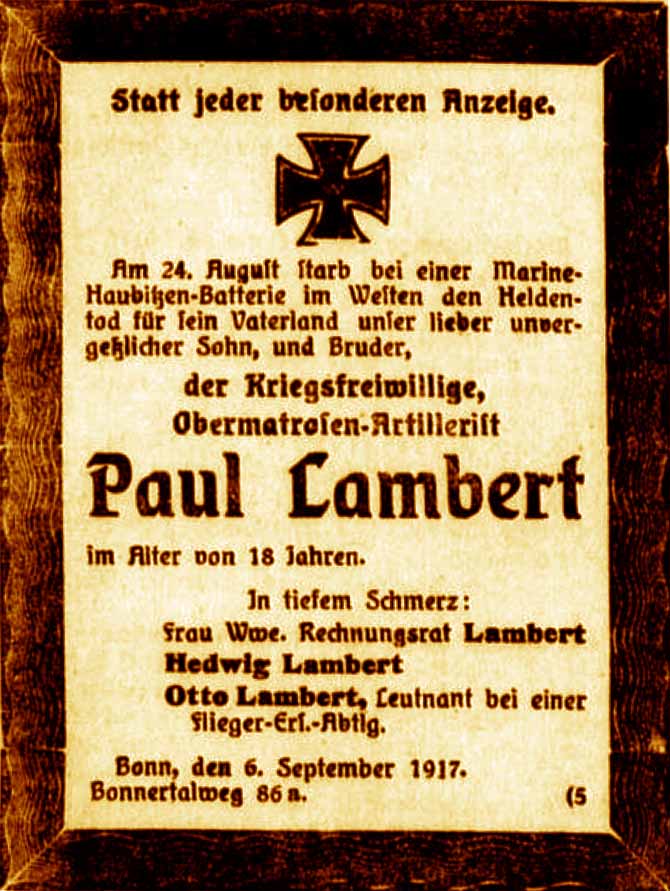 Statt jeder besonderen Anzeige.
Am 24. August starb bei einer Marine-
Haubitzen-Batterie im Westen den Helden-
tod für sein Vaterland unser lieber unver-
geßlicher Sohn, und Bruder,
der Kriegsfreiwillige,
Obermatrosen-Artillerist
Paul Lambert
im Alter von 18 Jahren.
In tiefem Schmerz:
Frau Wwe. Rechnungsrat Lambert
Hedwig Lambert
Otto Lambert, Leutnant bei einer
Flieger-Ers.-Abtlg.
Bonn, den 6. September 1917.
Bonnertalweg 86 a. (5